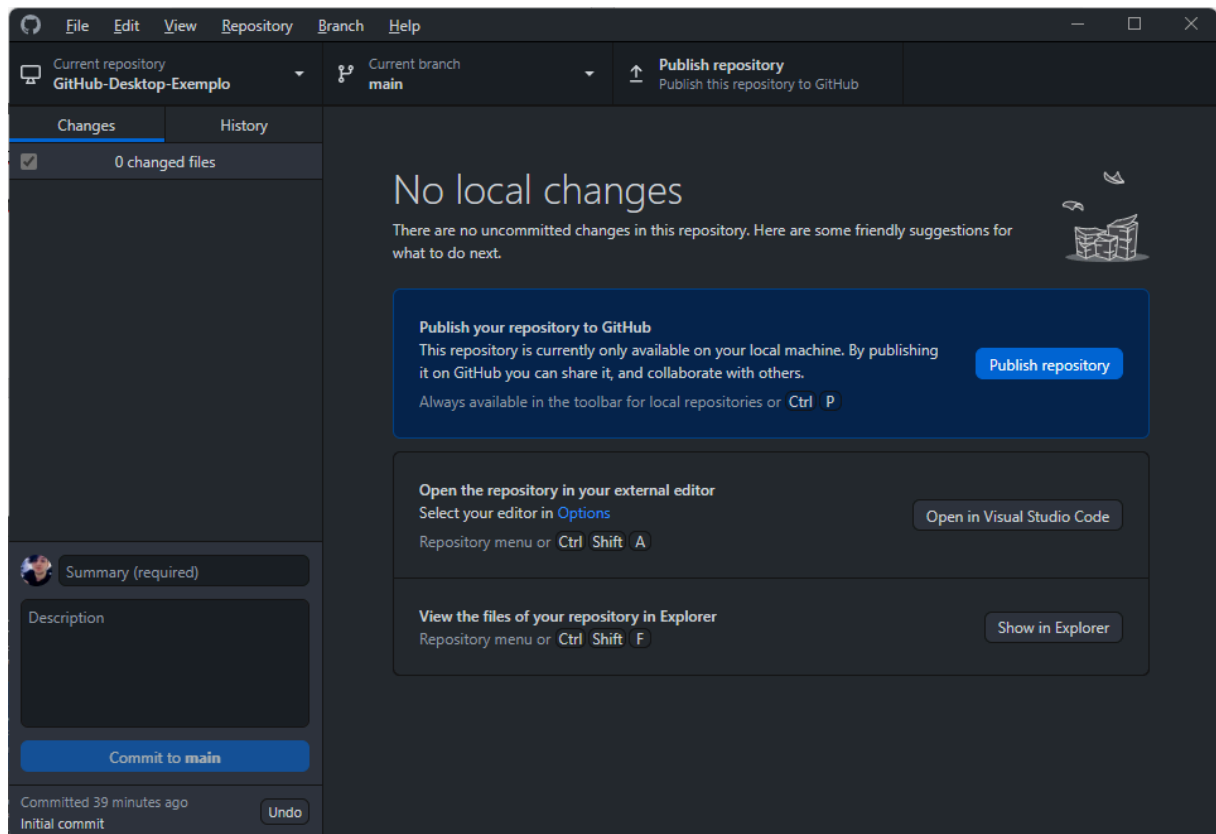 File Edit View Repository Branch Help
Current repository
GitHub-Desktop-Exemplo
Current branch
main
Publish repository
Publish this repository to GitHub
Changes History
0 changed files
No local changes
There are no uncommitted changes in this repository. Here are some friendly suggestions for
what to do next.
Publish your repository to GitHub
This repository is currently only available on your local machine. By publishing
it on GitHub you can share it, and collaborate with others.
Always available in the toolbar for local repositories or Ctrl P
Publish repository
Open the repository in your external editor
Select your editor in Options
Repository menu or Ctrl Shift A
Open in Visual Studio Code
View the files of your repository in Explorer
Repository menu or Ctrl Shift F
Show in Explorer
Summary (required)
Description
Commit to main
Committed 39 minutes ago
Initial commit
Undo